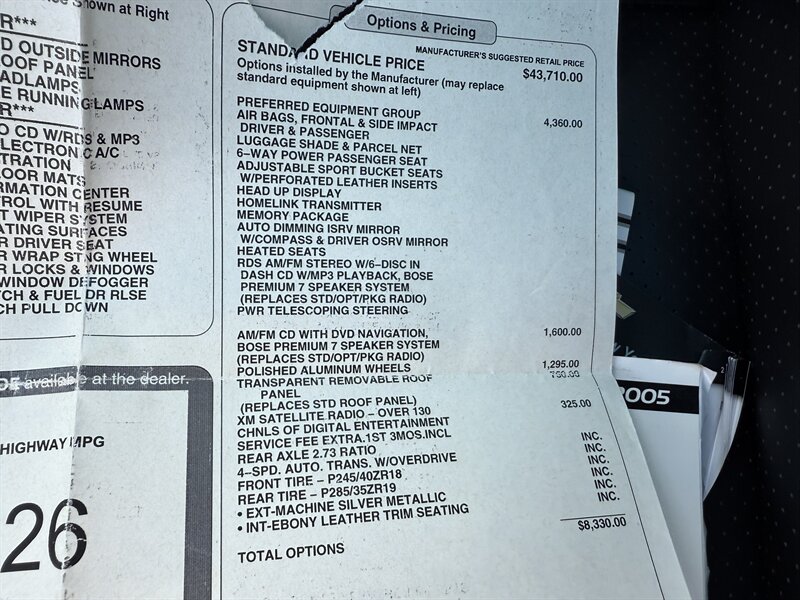 e Shown at Right
R***
D OUTSIDE MIRRORS
OOF PANEL
EADLAMPS
E RUNNING LAMPS
R***
O CD W/RDS & MP3
ELECTRONIC A/C
TRATION
LOOR MATS
RMATION CENTER
TROL WITH RESUME
T WIPER SYSTEM
ATING SURFACES
R DRIVER SEAT
R WRAP STNG WHEEL
R LOCKS & WINDOWS
WINDOW DEFOGGER
TCH & FUEL DR RLSE
CH PULL DOWN
DE available at the dealer.
HIGHWAY MPG
26
Options & Pricing
MANUFACTURER'S SUGGESTED RETAIL PRICE
STANDA D VEHICLE PRICE $43,710.00
Options installed by the Manufacturer (may replace
standard equipment shown at left)
PREFERRED EQUIPMENT GROUP 4,360.00
AIR BAGS, FRONTAL & SIDE IMPACT
DRIVER & PASSENGER
LUGGAGE SHADE & PARCEL NET
6-WAY POWER PASSENGER SEAT
ADJUSTABLE SPORT BUCKET SEATS
W/PERFORATED LEATHER INSERTS
HEAD UP DISPLAY
HOMELINK TRANSMITTER
MEMORY PACKAGE
AUTO DIMMING ISRV MIRROR
W/COMPASS & DRIVER OSRV MIRROR
HEATED SEATS
RDS AM/FM STEREO W/6-DISC IN
DASH CD W/MP3 PLAYBACK, BOSE
PREMIUM 7 SPEAKER SYSTEM
(REPLACES STD/OPT/PKG RADIO)
PWR TELESCOPING STEERING
AM/FM CD WITH DVD NAVIGATION, 1,600.00
BOSE PREMIUM 7 SPEAKER SYSTEM
(REPLACES STD/OPT/PKG RADIO)
POLISHED ALUMINUM WHEELS 1,295.00
TRANSPARENT REMOVABLE ROOF 750.00
PANEL
(REPLACES STD ROOF PANEL)
XM SATELLITE RADIO - OVER 130 325.00
CHNLS OF DIGITAL ENTERTAINMENT
SERVICE FEE EXTRA.1ST 3MOS.INCL
REAR AXLE 2.73 RATIO INC.
4-SPD. AUTO. TRANS. W/OVERDRIVE INC.
FRONT TIRE - P245/40ZR18 INC.
REAR TIRE - P285/35ZR19 INC.
• EXT-MACHINE SILVER METALLIC INC.
• INT-EBONY LEATHER TRIM SEATING INC.
TOTAL OPTIONS $8,330.00
2005